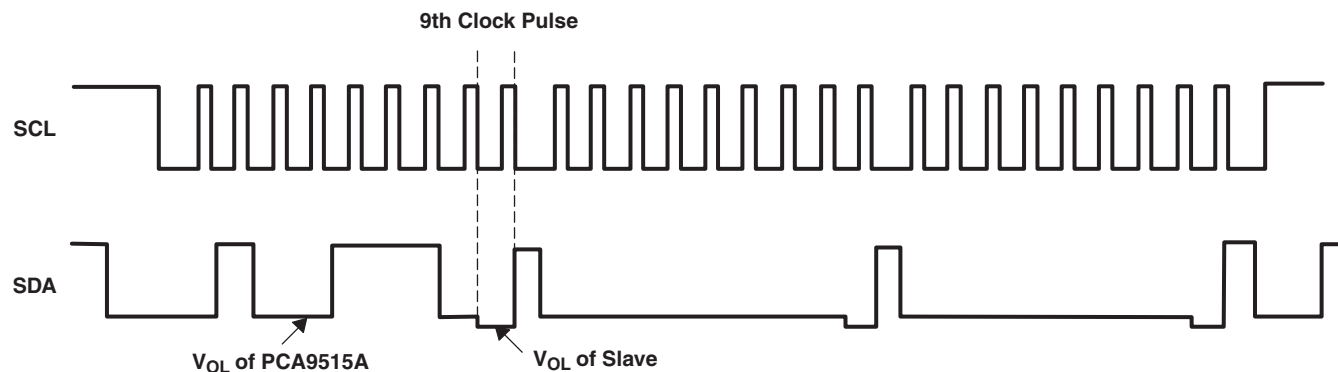 9th Clock Pulse
SCL
SDA
VOL of PCA9515A
VOL of Slave